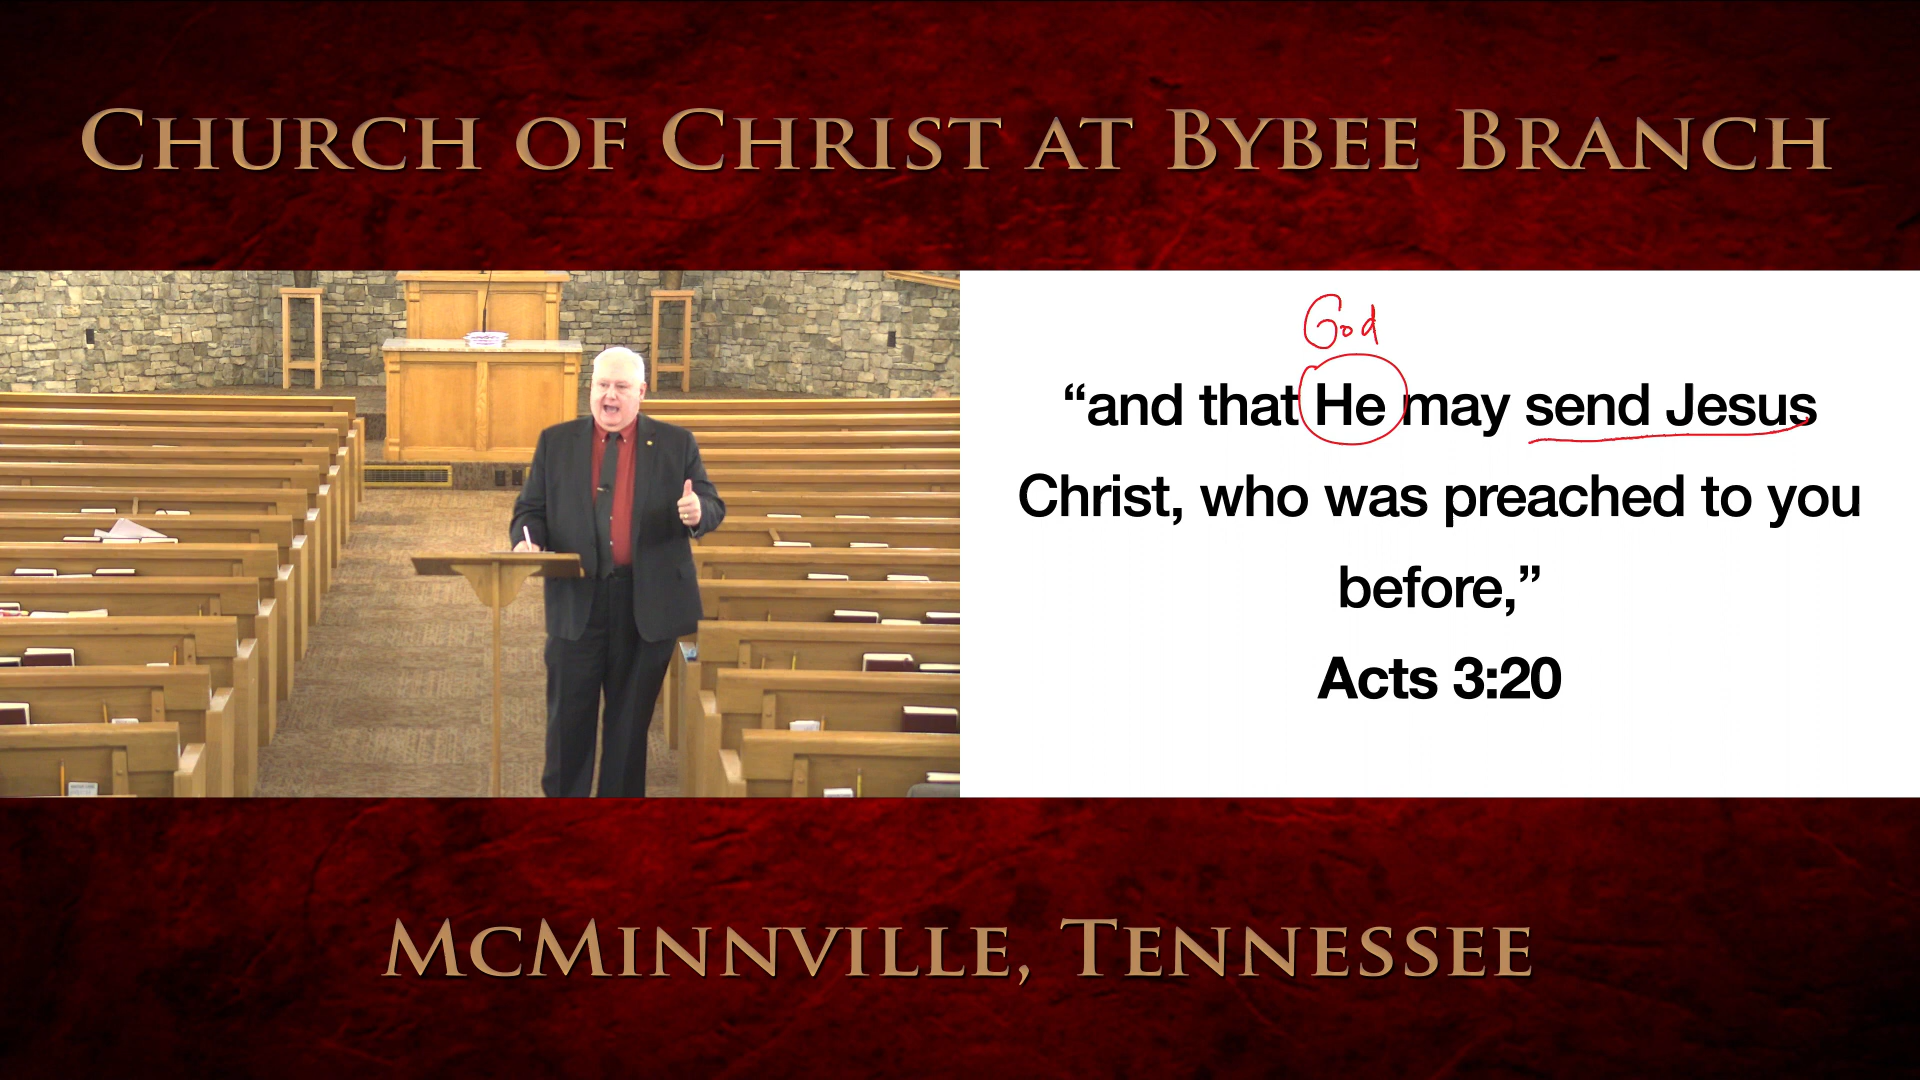 CHURCH OF CHRIST AT BYBEE BRANCH
God
“and that He may send Jesus
Christ, who was preached to you
before,”
Acts 3:20
MCMINNVILLE, TENNESSEE